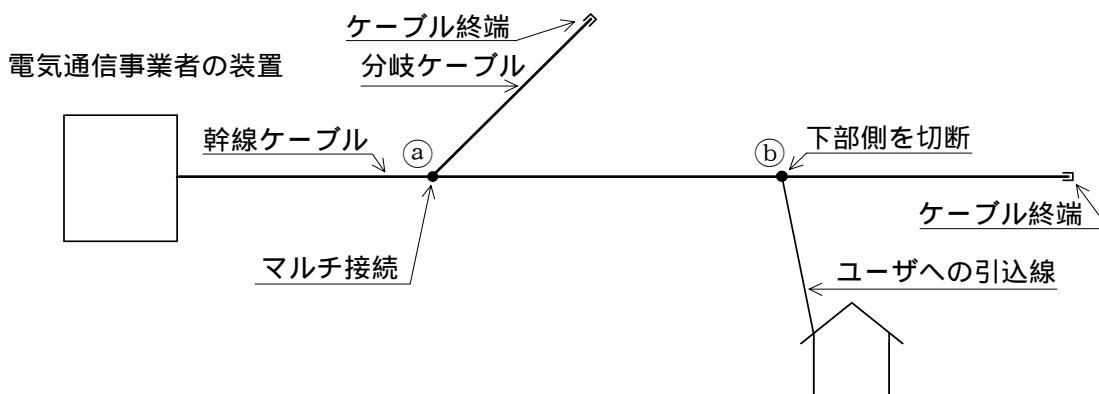 ケーブル終端
電気通信事業者の装置
分岐ケーブル
幹線ケーブル
ⓐ
ⓑ
下部側を切断
ケーブル終端
マルチ接続
ユーザへの引込線